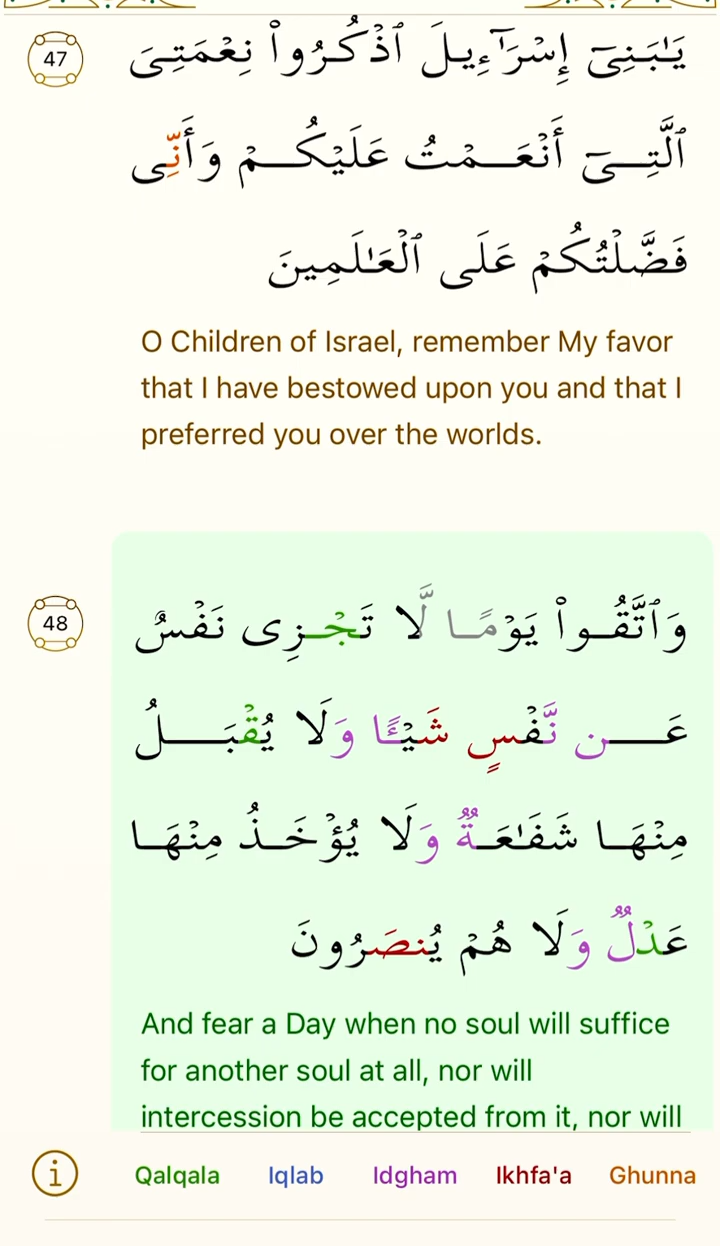 47
يَـٰبَنِىٓ إِسْرَٰٓءِيلَ ٱذْكُرُوا۟ نِعْمَتِىَ
ٱلَّتِىٓ أَنْعَمْتُ عَلَيْكُمْ وَأَنِّى
فَضَّلْتُكُمْ عَلَى ٱلْعَـٰلَمِينَ
O Children of Israel, remember My favor
that I have bestowed upon you and that I
preferred you over the worlds.
48
وَٱتَّقُوا۟ يَوْمًا لَّا تَجْزِى نَفْسٌ
عَن نَّفْسٍ شَيْـًٔا وَلَا يُقْبَلُ
مِنْهَا شَفَـٰعَةٌ وَلَا يُؤْخَذُ مِنْهَا
عَدْلٌ وَلَا هُمْ يُنصَرُونَ
And fear a Day when no soul will suffice
for another soul at all, nor will
intercession be accepted from it, nor will
Qalqala Iqlab Idgham Ikhfa'a Ghunna